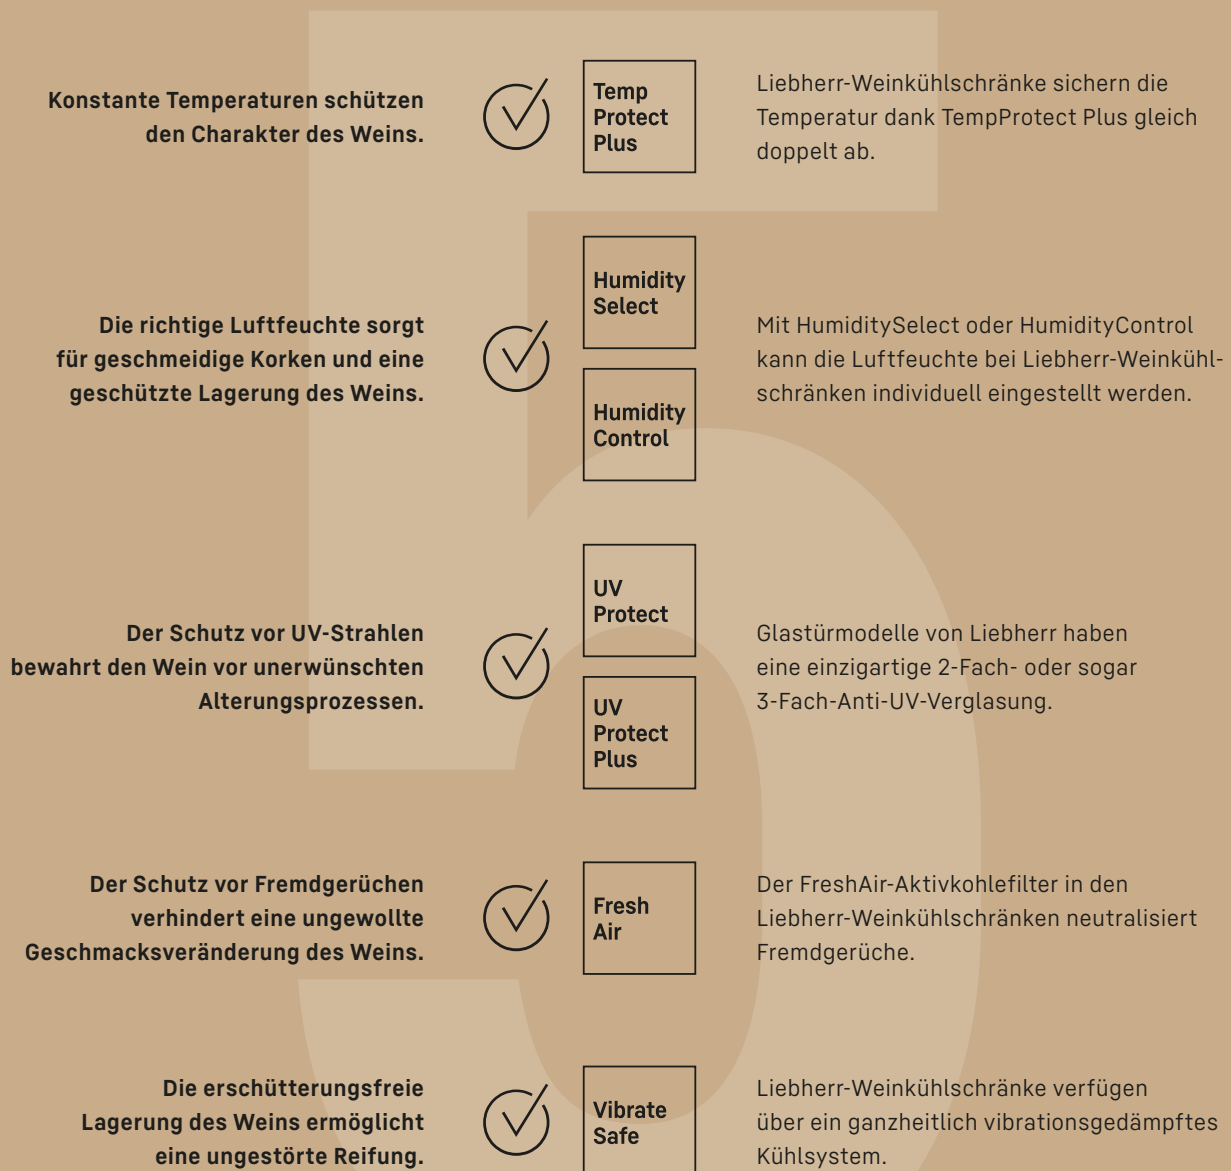 Konstante Temperaturen schützen
den Charakter des Weins.
Temp
Protect
Plus
Liebherr-Weinkühlschränke sichern die
Temperatur dank TempProtect Plus gleich
doppelt ab.
Die richtige Luftfeuchte sorgt
für geschmeidige Korken und eine
geschützte Lagerung des Weins.
Humidity
Select
Humidity
Control
Mit HumiditySelect oder HumidityControl
kann die Luftfeuchte bei Liebherr-Weinkühl-
schränken individuell eingestellt werden.
Der Schutz vor UV-Strahlen
bewahrt den Wein vor unerwünschten
Alterungsprozessen.
UV
Protect
UV
Protect
Plus
Glastürmodelle von Liebherr haben
eine einzigartige 2-Fach- oder sogar
3-Fach-Anti-UV-Verglasung.
Der Schutz vor Fremdgerüchen
verhindert eine ungewollte
Geschmacksveränderung des Weins.
Fresh
Air
Der FreshAir-Aktivkohlefilter in den
Liebherr-Weinkühlschränken neutralisiert
Fremdgerüche.
Die erschütterungsfreie
Lagerung des Weins ermöglicht
eine ungestörte Reifung.
Vibrate
Safe
Liebherr-Weinkühlschränke verfügen
über ein ganzheitlich vibrationsgedämpftes
Kühlsystem.
5